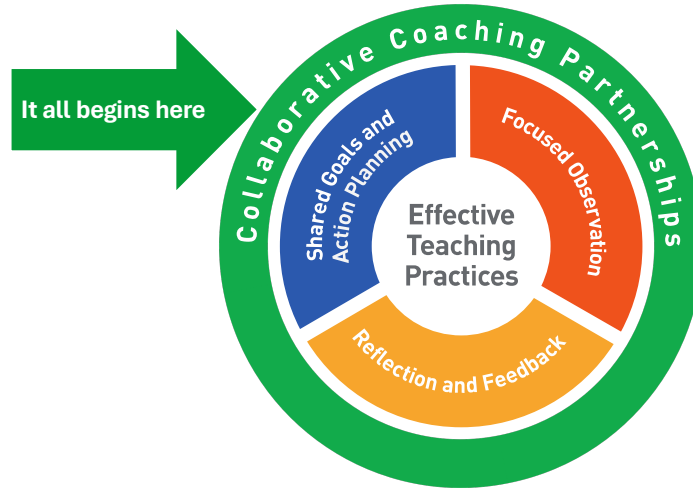 It all begins here
Collaborative Coaching Partnerships
Shared Goals and
Action Planning
Focused Observation
Effective
Teaching
Practices
Reflection and Feedback